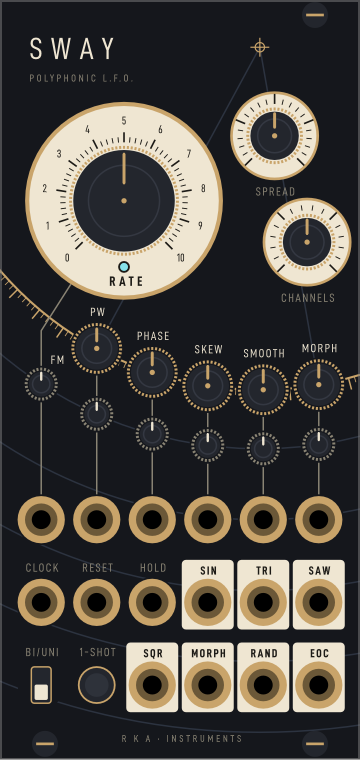 SWAY
POLYPHONIC L.F.O.
0 1 2 3 4 5 6 7 8 9 10
RATE
SPREAD
CHANNELS
PW
PHASE
SKEW
SMOOTH
MORPH
FM
CLOCK RESET HOLD SIN TRI SAW
BI/UNI 1-SHOT SQR MORPH RAND EOC
RKA · INSTRUMENTS